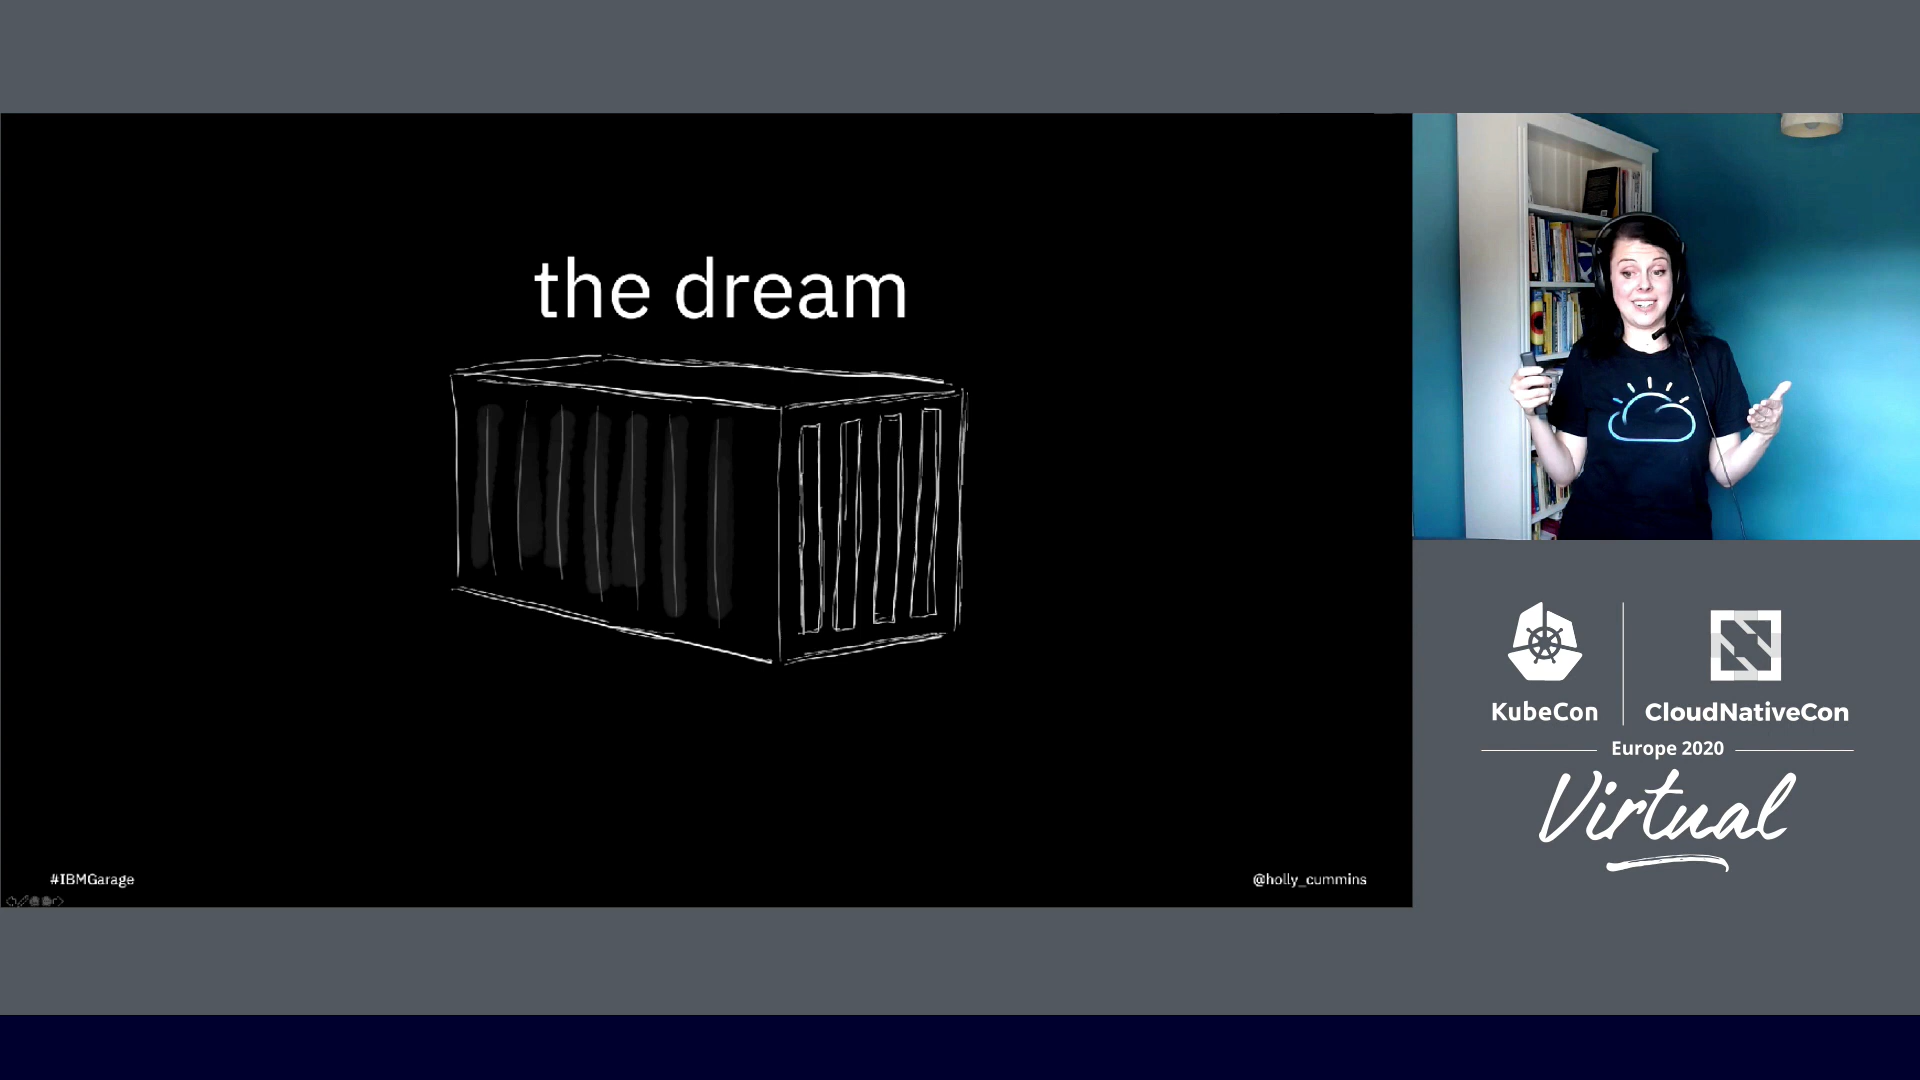 the dream
#IBMGarage
@holly_cummins
KubeCon
CloudNativeCon
Europe 2020
Virtual